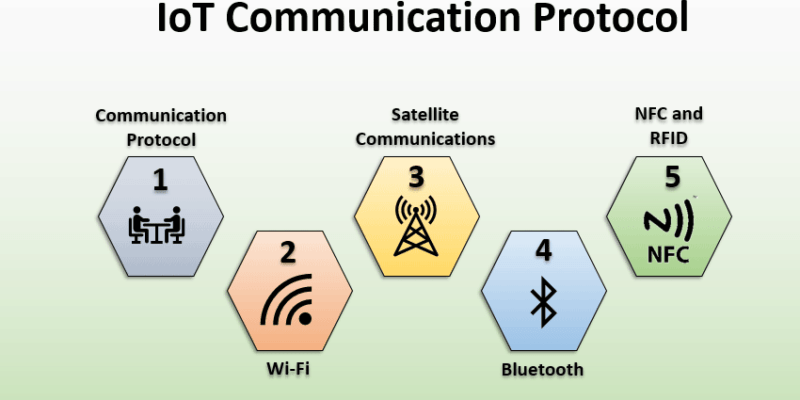 IoT Communication Protocol
Communication
Protocol
1
2
Wi-Fi
Satellite
Communications
3
4
Bluetooth
NFC and
RFID
5
NFC